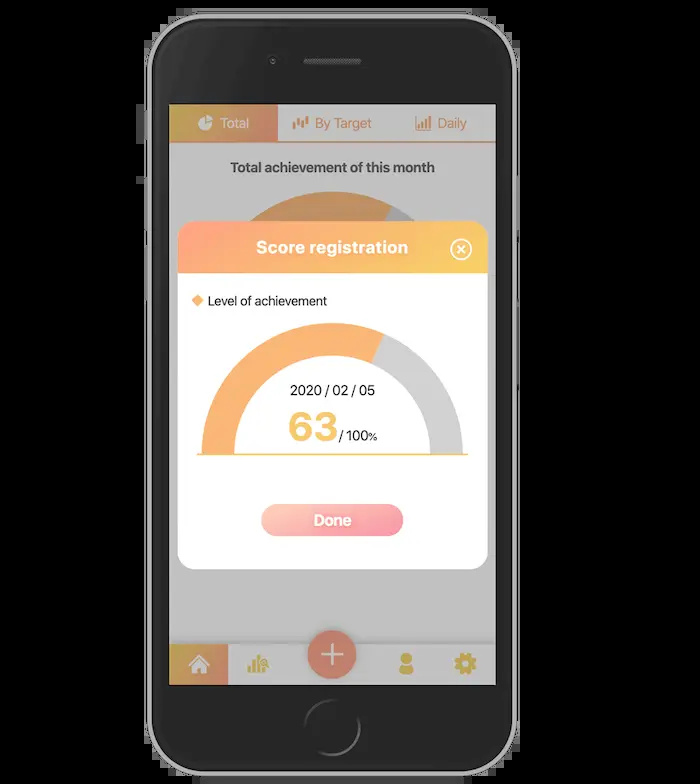 Total By Target Daily
Total achievement of this month
Score registration
Level of achievement
2020 / 02 / 05
63 / 100%
Done